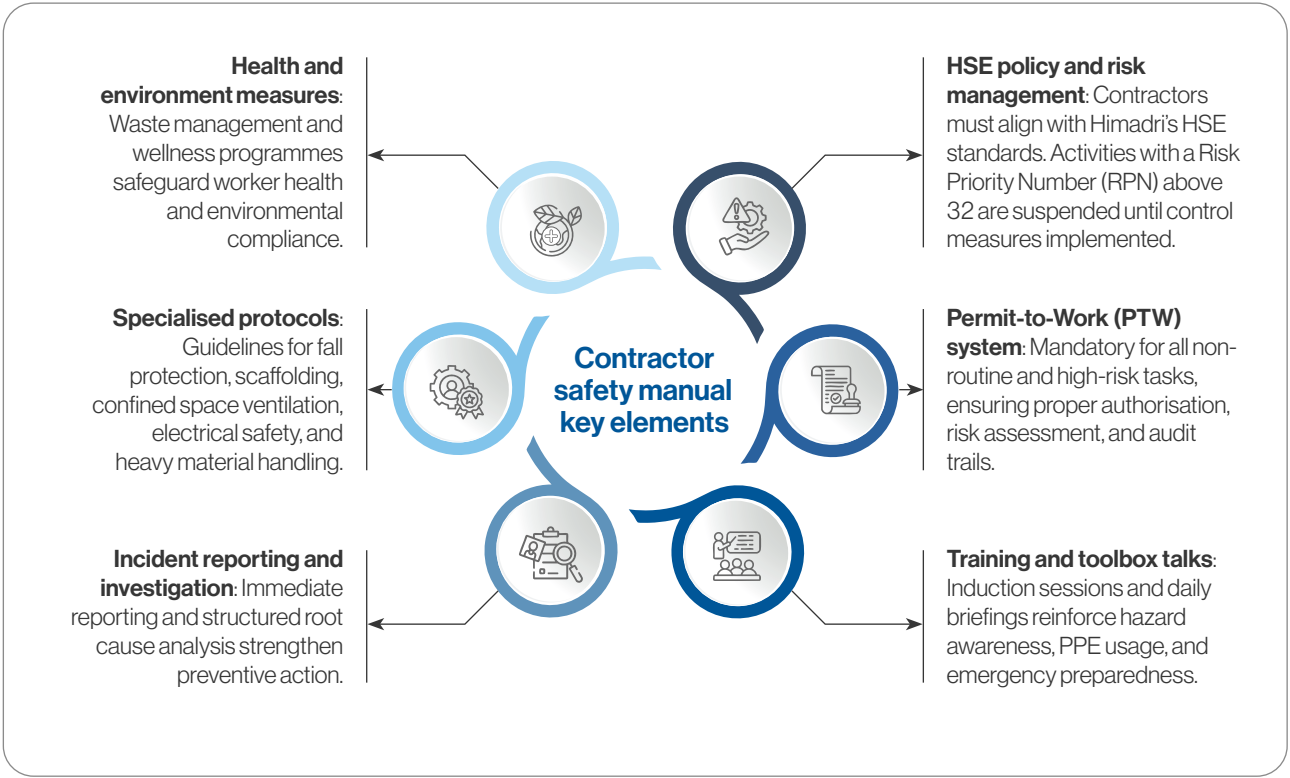 Contractor
safety manual
key elements
HSE policy and risk
management: Contractors
must align with Himadri's HSE
standards. Activities with a Risk
Priority Number (RPN) above
32 are suspended until control
measures implemented.
Permit-to-Work (PTW)
system: Mandatory for all non-
routine and high-risk tasks,
ensuring proper authorisation,
risk assessment, and audit
trails.
Training and toolbox talks:
Induction sessions and daily
briefings reinforce hazard
awareness, PPE usage, and
emergency preparedness.
Incident reporting and
investigation: Immediate
reporting and structured root
cause analysis strengthen
preventive action.
Specialised protocols:
Guidelines for fall
protection, scaffolding,
confined space ventilation,
electrical safety, and
heavy material handling.
Health and
environment measures:
Waste management and
wellness programmes
safeguard worker health
and environmental
compliance.